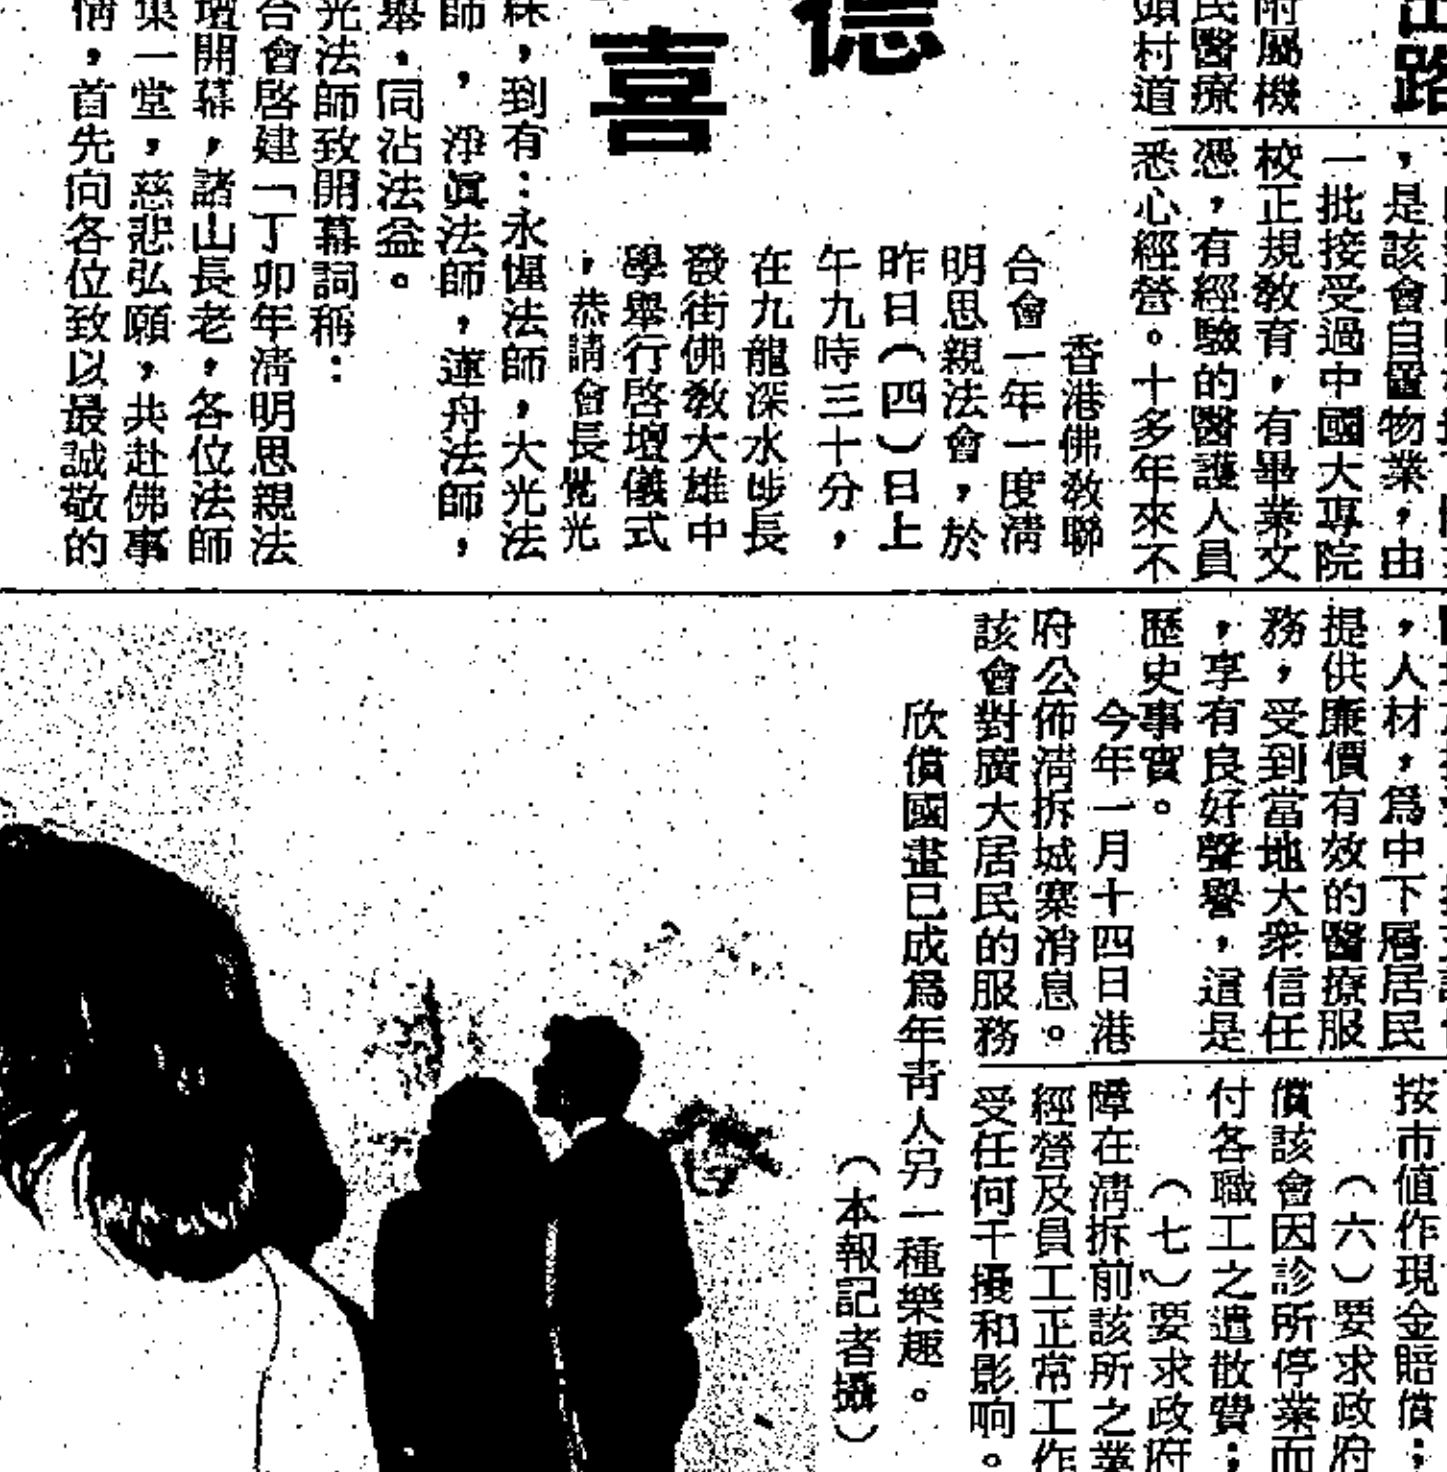 出路
附屬機
民醫療
頭村道
，是該會自置物業，由
一批接受過中國大專院
校正規教育，有畢業文
憑，有經驗的醫護人員
悉心經營。十多年來不
，人材，爲中下層居民
提供廉價有效的醫療服
務，受到當地大衆信任
，享有良好聲譽，這是
歷史事實。
今年一月十四日港
府公佈清拆城寨消息。
該會對廣大居民的服務
按市值作現金賠償；
（六）要求政府
償該會因診所停業而
付各職工之遣散費；
（七）要求政府
障在清拆前該所之業
經營及員工正常工作
受任何干擾和影响。
德
喜
香港佛教聯
合會一年一度清
明思親法會，於
昨日（四）日上
午九時三十分，
在九龍深水埗長
發街佛教大雄中
學舉行啓壇儀式
，恭請會長覺光
，到有：永惺法師，大光法
師，淨眞法師，遂舟法師，
舉，同沾法益。
光法師致開幕詞稱：
合會啓建「丁卯年清明思親法
壇開幕，諸山長老，各位法師
集一堂，慈悲弘願，共赴佛事
情，首先向各位致以最誠敬的
欣償國畫已成爲年青人另一種樂趣。
（本報記者攝）